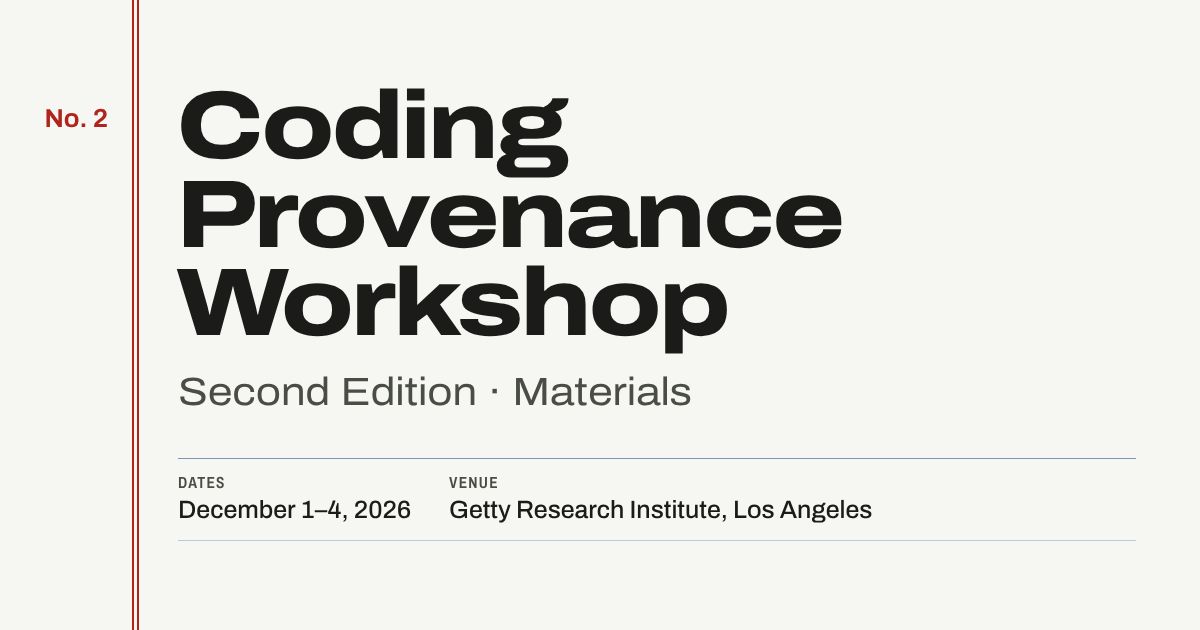 No. 2
Coding
Provenance
Workshop
Second Edition · Materials
DATES
December 1–4, 2026
VENUE
Getty Research Institute, Los Angeles